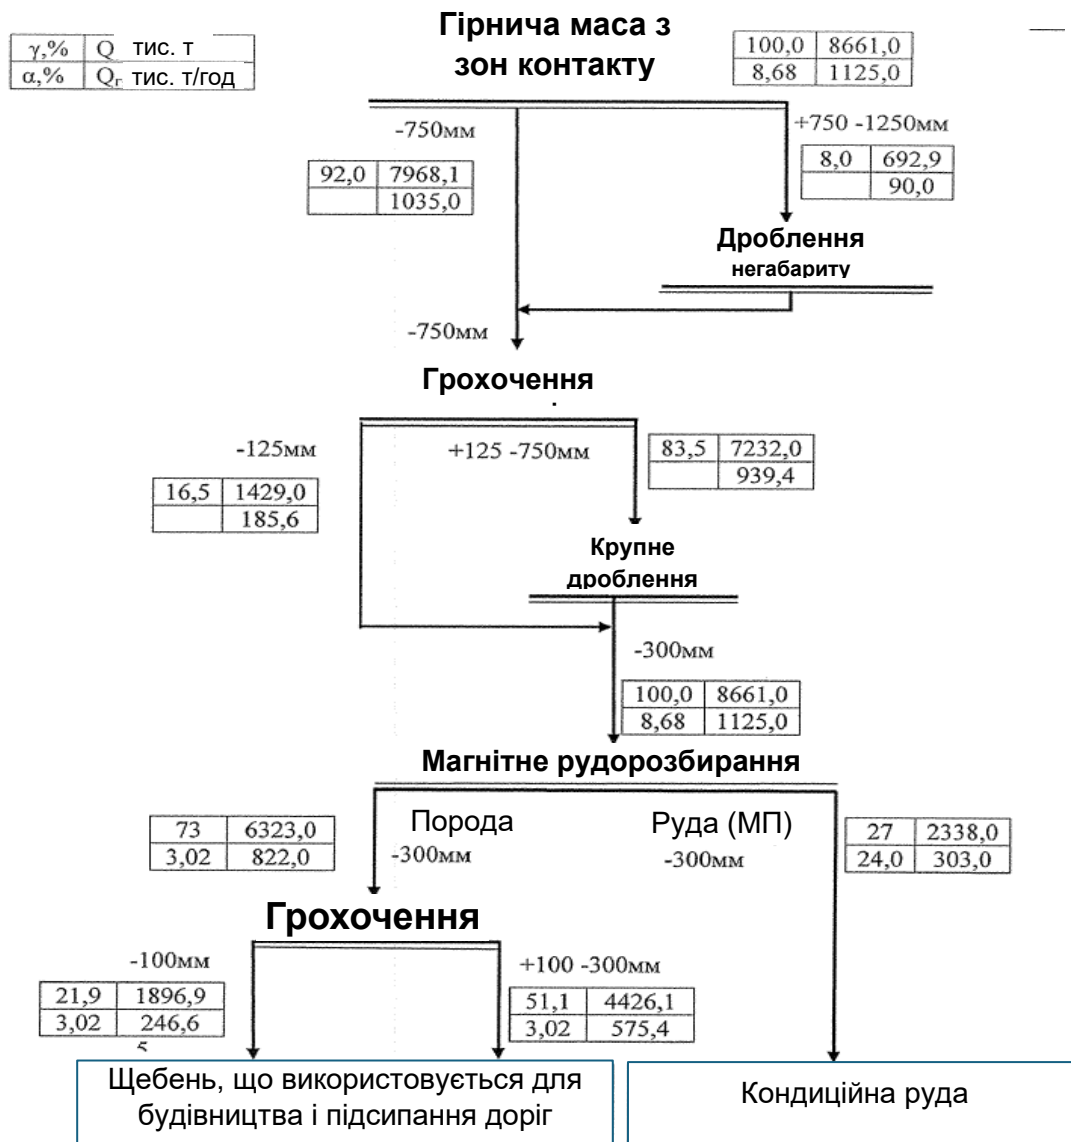 Гірнича маса з
зон контакту
γ,% Q тис. т
α,% Qг тис. т/год
100,0 8661,0
8,68 1125,0
-750мм
+750 -1250мм
92,0 7968,1
1035,0
8,0 692,9
90,0
Дроблення
негабариту
-750мм
Грохочення
-125мм
+125 -750мм
83,5 7232,0
939,4
16,5 1429,0
185,6
Крупне
дроблення
-300мм
100,0 8661,0
8,68 1125,0
Магнітне рудорозбирання
73 6323,0
3,02 822,0
Порода
-300мм
Руда (МП)
-300мм
27 2338,0
24,0 303,0
Грохочення
-100мм
+100 -300мм
21,9 1896,9
3,02 246,6
51,1 4426,1
3,02 575,4
Щебень, що використовується для
будівництва і підсипання доріг
Кондиційна руда